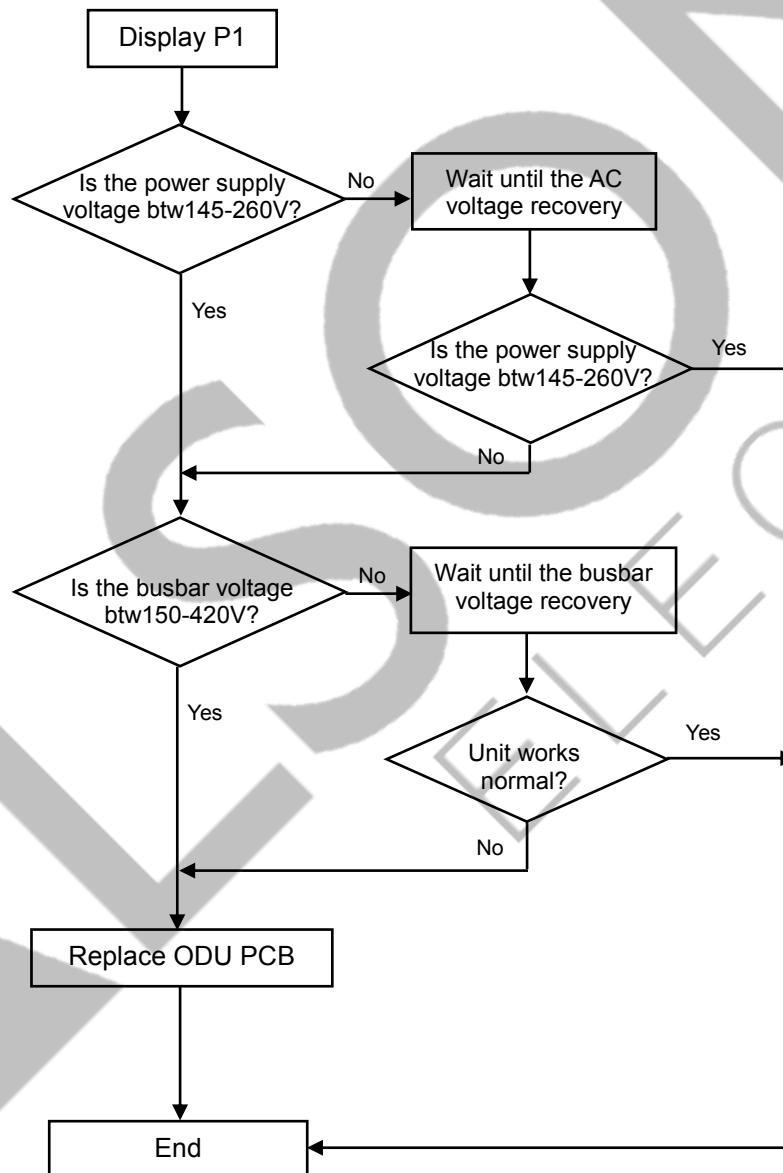 Display P1
Is the power supply
voltage btw145-260V?
No
Wait until the AC
voltage recovery
Yes
Is the power supply
voltage btw145-260V?
Yes
No
Is the busbar voltage
btw150-420V?
No
Wait until the busbar
voltage recovery
Yes
Unit works
normal?
Yes
No
Replace ODU PCB
End